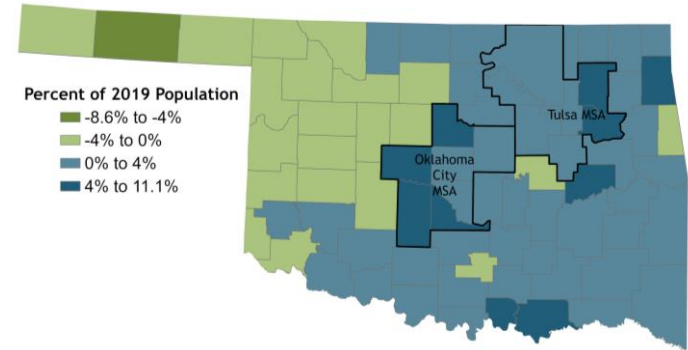 Percent of 2019 Population
-8.6% to -4%
-4% to 0%
0% to 4%
4% to 11.1%
Tulsa MSA
Oklahoma
City
MSA